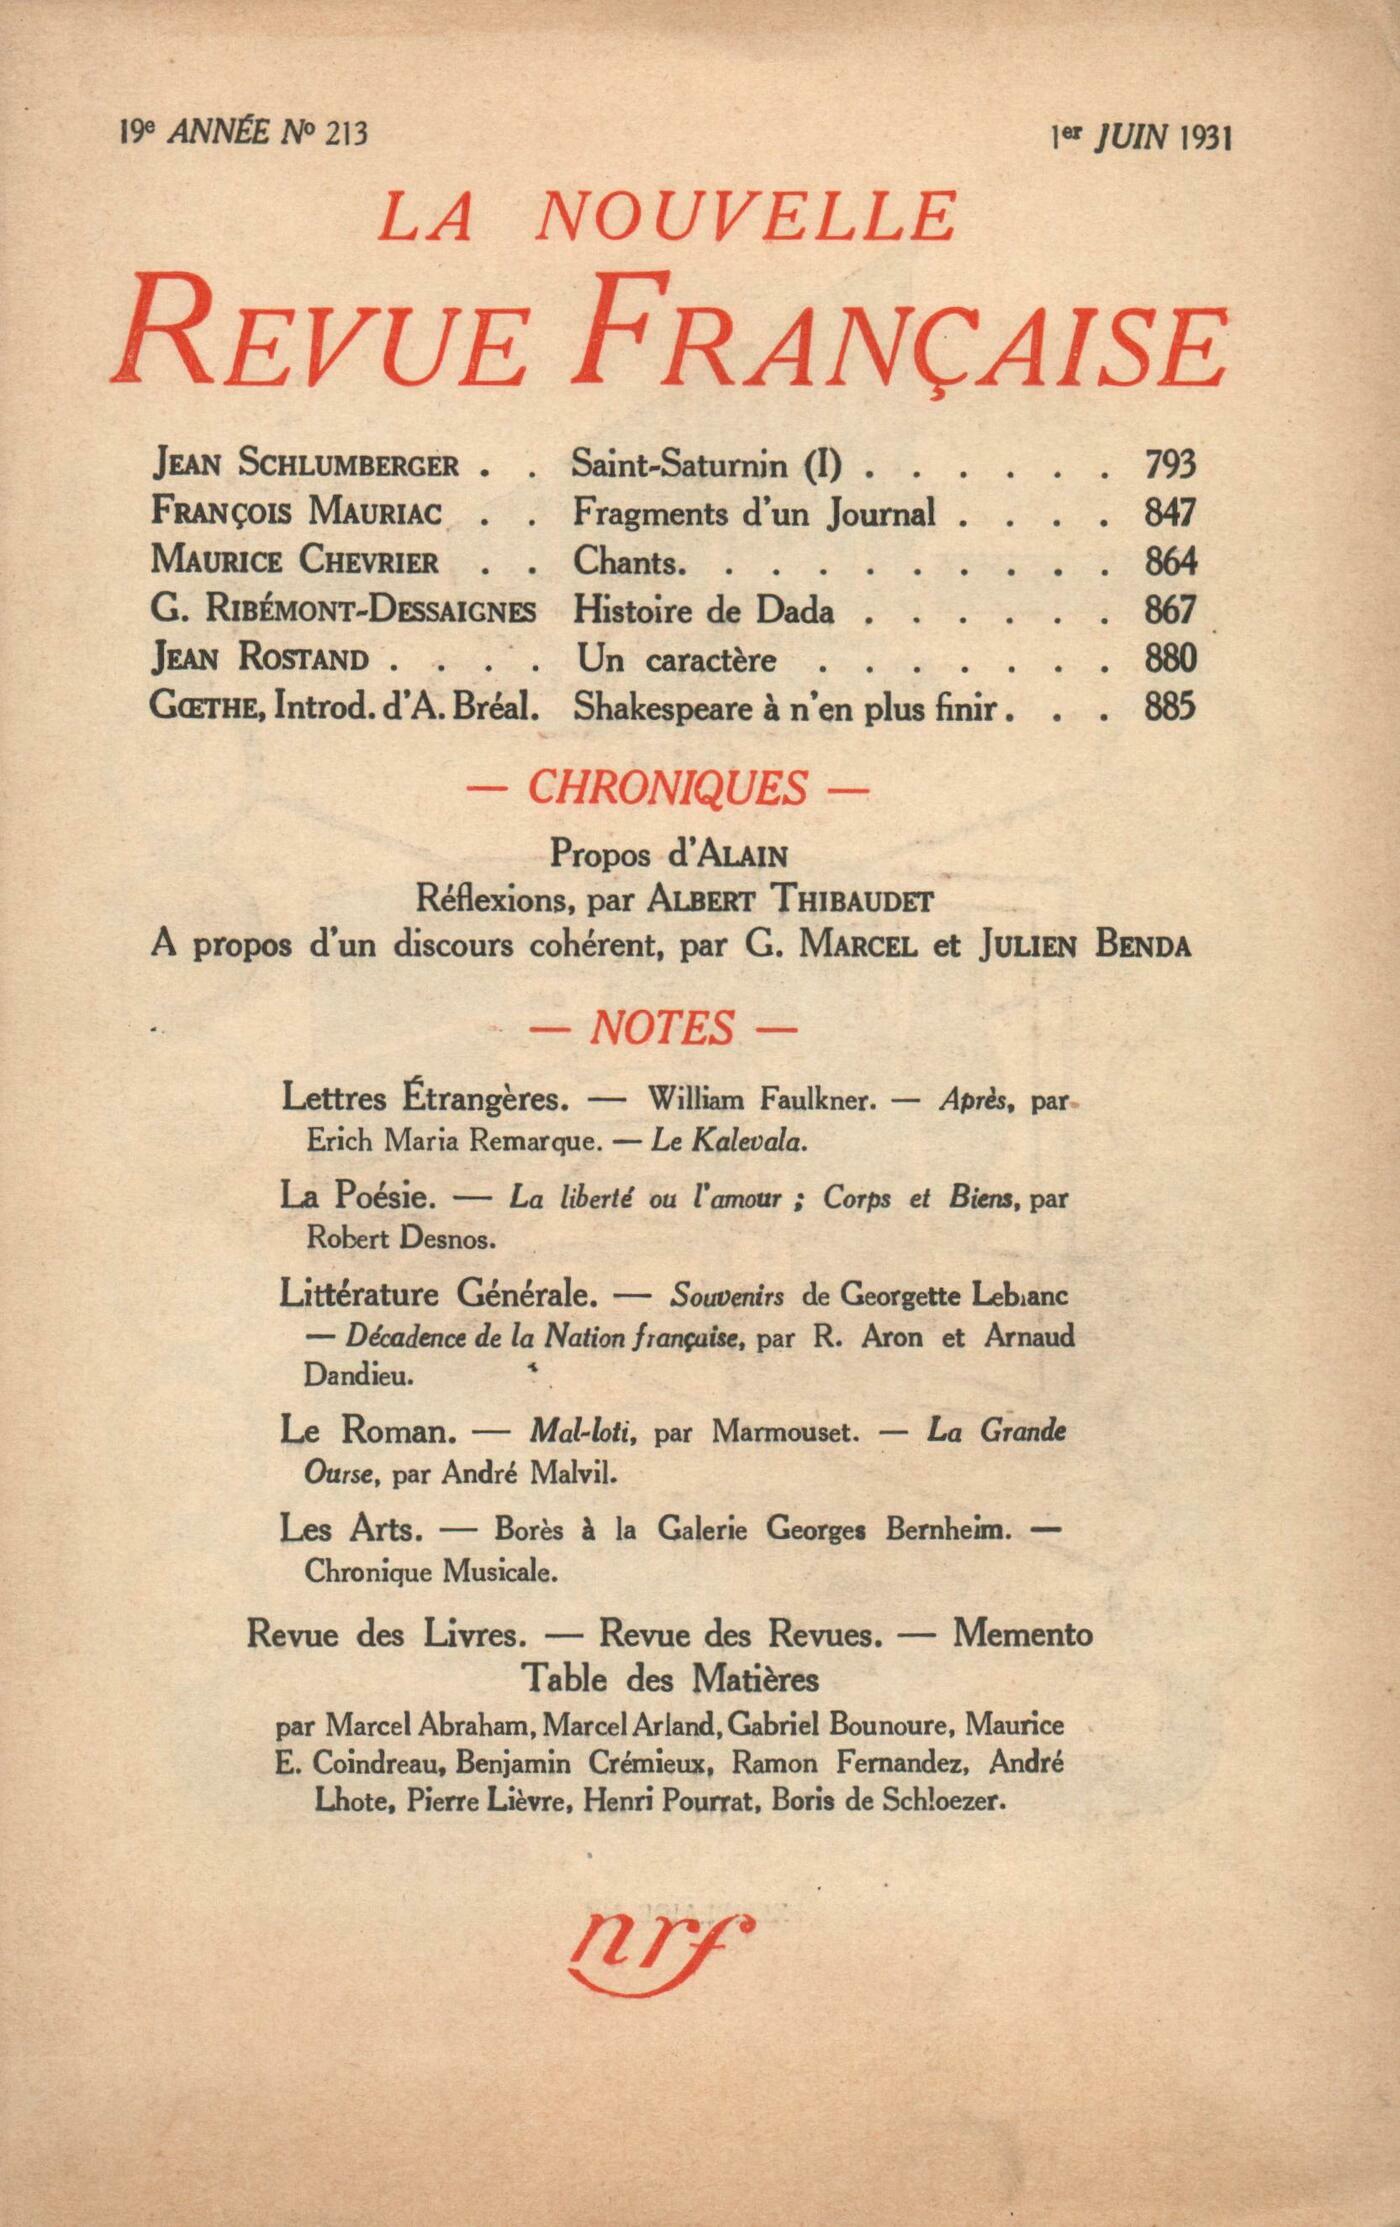 19e ANNÉE No 213
1er JUIN 1931
LA NOUVELLE
REVUE FRANÇAISE
JEAN SCHLUMBERGER . . Saint-Saturnin (I) . . . . . . 793
FRANÇOIS MAURIAC . . Fragments d'un Journal . . . . 847
MAURICE CHEVRIER . . Chants. . . . . . . . . . 864
G. RIBÉMONT-DESSAIGNES Histoire de Dada . . . . . . 867
JEAN ROSTAND . . . . Un caractère . . . . . . . 880
GŒTHE, Introd. d'A. Bréal. Shakespeare à n'en plus finir. . . 885
— CHRONIQUES —
Propos d'ALAIN
Réflexions, par ALBERT THIBAUDET
A propos d'un discours cohérent, par G. MARCEL et JULIEN BENDA
— NOTES —
Lettres Étrangères. — William Faulkner. — Après, par
Erich Maria Remarque. — Le Kalevala.
La Poésie. — La liberté ou l'amour ; Corps et Biens, par
Robert Desnos.
Littérature Générale. — Souvenirs de Georgette Leblanc
— Décadence de la Nation française, par R. Aron et Arnaud
Dandieu.
Le Roman. — Mal-loti, par Marmouset. — La Grande
Ourse, par André Malvil.
Les Arts. — Borès à la Galerie Georges Bernheim. —
Chronique Musicale.
Revue des Livres. — Revue des Revues. — Memento
Table des Matières
par Marcel Abraham, Marcel Arland, Gabriel Bounoure, Maurice
E. Coindreau, Benjamin Crémieux, Ramon Fernandez, André
Lhote, Pierre Lièvre, Henri Pourrat, Boris de Schloezer.
nrf